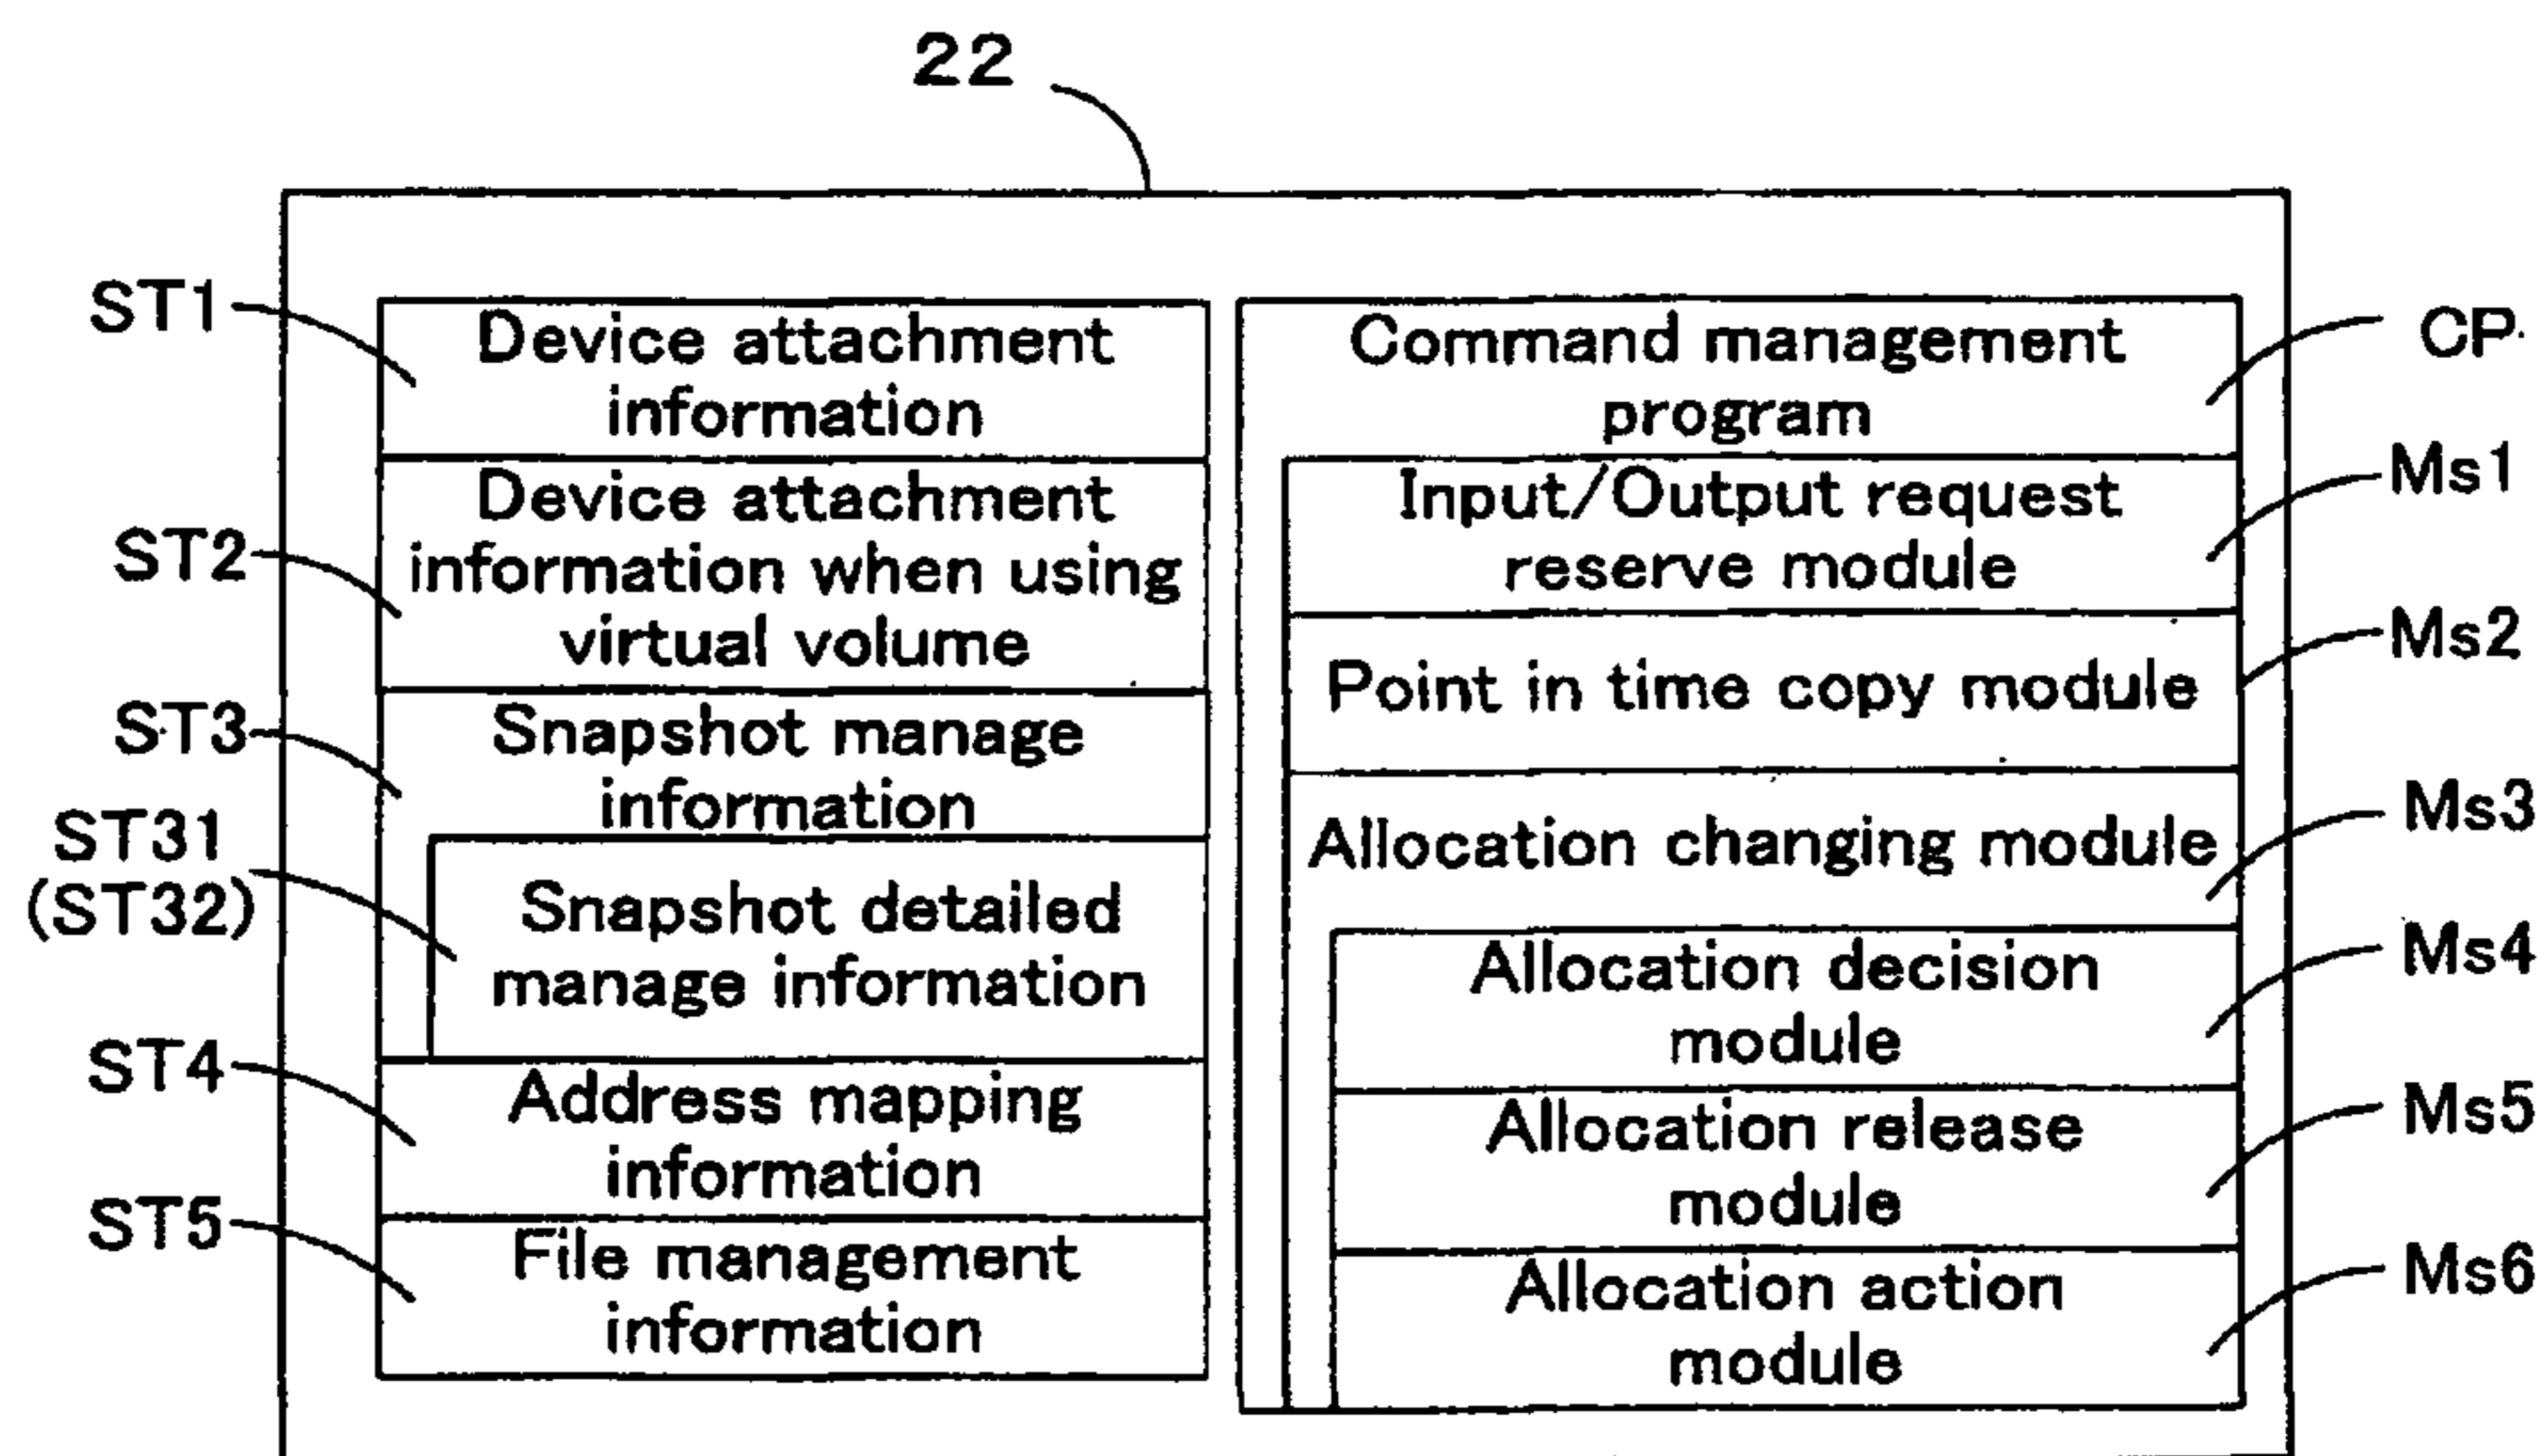 22
ST1
Device attachment
information
ST2
Device attachment
information when using
virtual volume
ST3
Snapshot manage
information
ST31
(ST32)
Snapshot detailed
manage information
ST4
Address mapping
information
ST5
File management
information
Command management
program
CP
Input/Output request
reserve module
Ms1
Point in time copy module
Ms2
Allocation changing module
Ms3
Allocation decision
module
Ms4
Allocation release
module
Ms5
Allocation action
module
Ms6